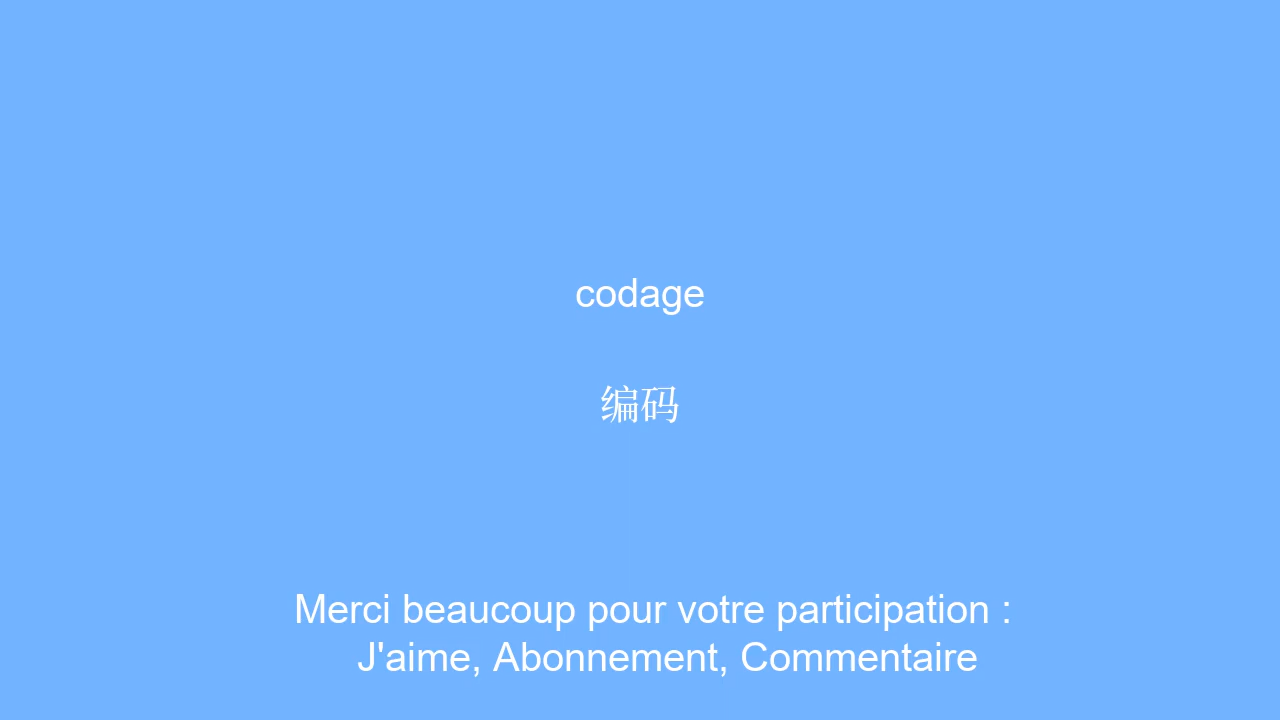 codage
编码
Merci beaucoup pour votre participation :
J'aime, Abonnement, Commentaire